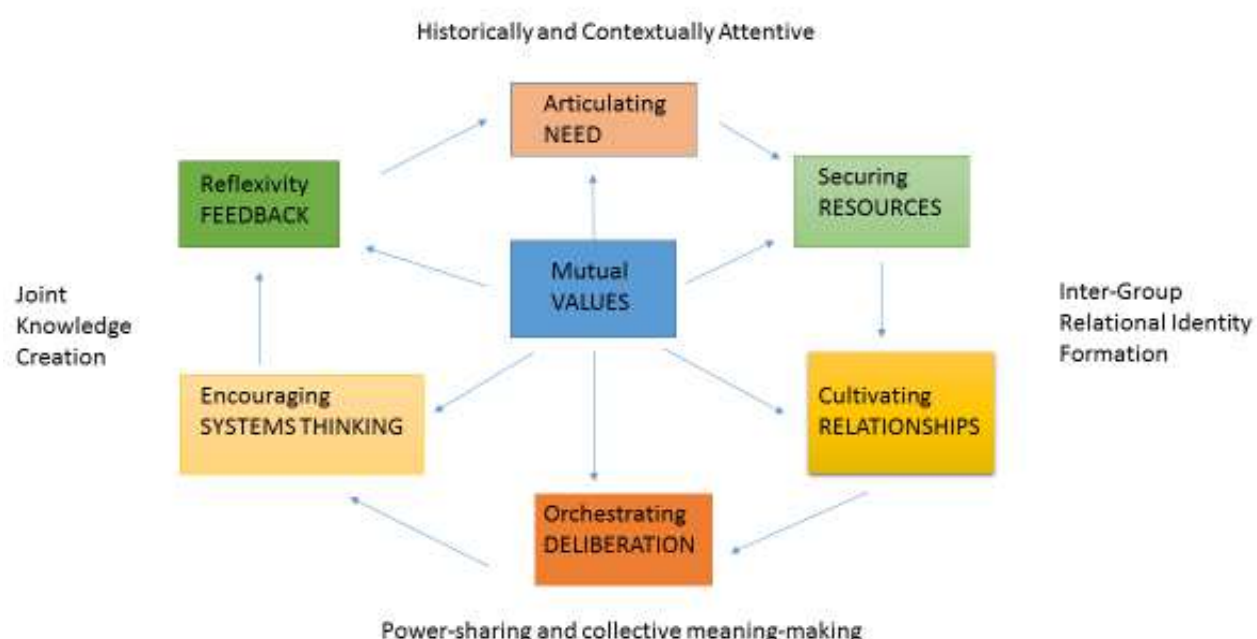 Historically and Contextually Attentive
Articulating
NEED
Reflexivity
FEEDBACK
Securing
RESOURCES
Mutual
VALUES
Joint
Knowledge
Creation
Inter-Group
Relational Identity
Formation
Encouraging
SYSTEMS THINKING
Cultivating
RELATIONSHIPS
Orchestrating
DELIBERATION
Power-sharing and collective meaning-making